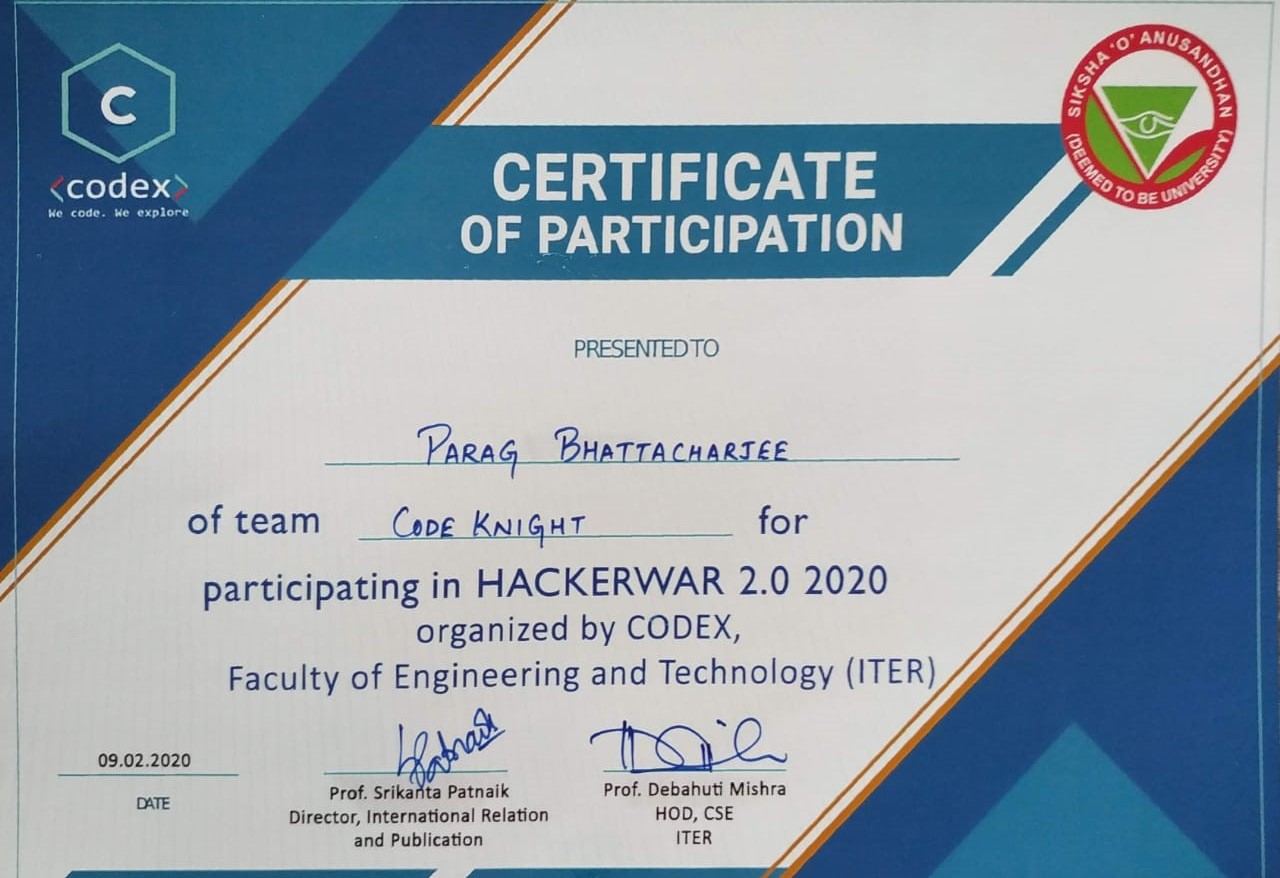 C
<codex>
We code. We explore
SIKSHA 'O' ANUSANDHAN
(DEEMED TO BE UNIVERSITY)
CERTIFICATE
OF PARTICIPATION
PRESENTED TO
PARAG BHATTACHARJEE
of team CODE KNIGHT for
participating in HACKERWAR 2.0 2020
organized by CODEX,
Faculty of Engineering and Technology (ITER)
09.02.2020
DATE
Prof. Srikanta Patnaik
Director, International Relation
and Publication
Prof. Debahuti Mishra
HOD, CSE
ITER